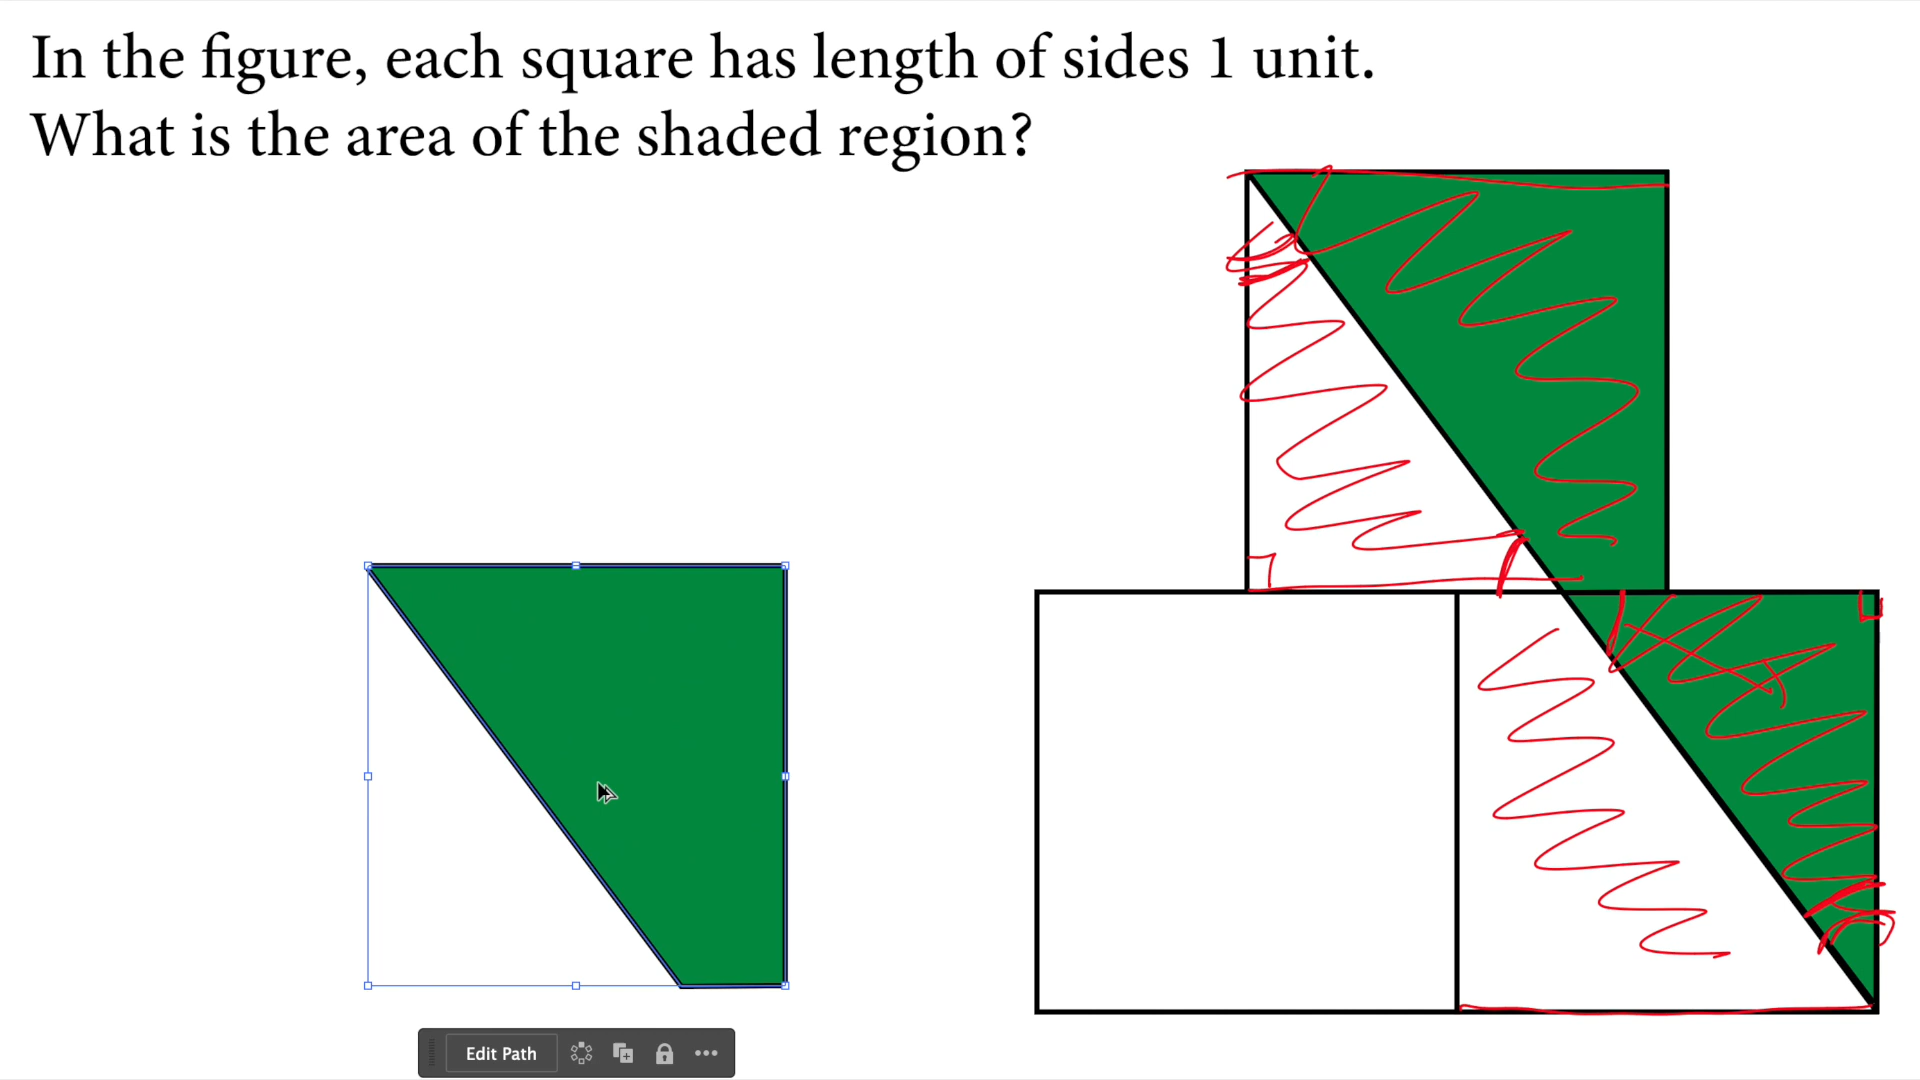 In the figure, each square has length of sides 1 unit.
What is the area of the shaded region?
Edit Path